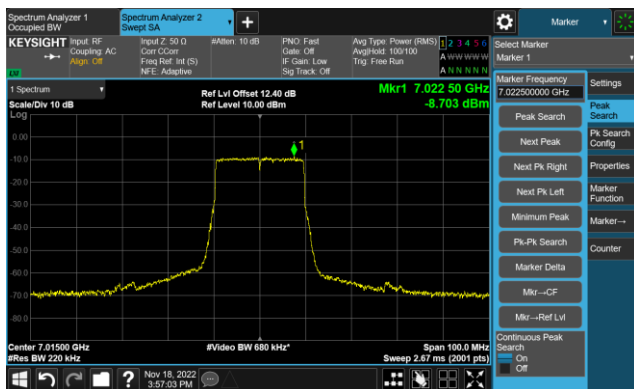 Spectrum Analyzer 1
Occupied BW
Spectrum Analyzer 2
Swept SA
Marker
KEYSIGHT
Input: RF
Coupling: AC
Align: Off
Input Z: 50 Ω
Corr CCorr
Freq Ref: Int (S)
NFE: Adaptive
#Atten: 10 dB
PNO: Fast
Gate: Off
IF Gain: Low
Sig Track: Off
Avg Type: Power (RMS)
Avg|Hold: 100/100
Trig: Free Run
1 2 3 4 5 6
A W W W W W
A N N N N N
Select Marker
Marker 1
1 Spectrum
Scale/Div 10 dB
Log
Ref Lvl Offset 12.40 dB
Ref Level 10.00 dBm
Mkr1 7.022 50 GHz
-8.703 dBm
1
0.00
-10.0
-20.0
-30.0
-40.0
-50.0
-60.0
-70.0
-80.0
Center 7.01500 GHz
#Res BW 220 kHz
#Video BW 680 kHz*
Span 100.0 MHz
Sweep 2.67 ms (2001 pts)
Marker Frequency
7.022500000 GHz
Peak Search
Next Peak
Next Pk Right
Next Pk Left
Minimum Peak
Pk-Pk Search
Marker Delta
Mkr→CF
Mkr→Ref Lvl
Continuous Peak
Search
On
Off
Settings
Peak
Search
Pk Search
Config
Properties
Marker
Function
Marker→
Counter
?
Nov 18, 2022
3:57:03 PM